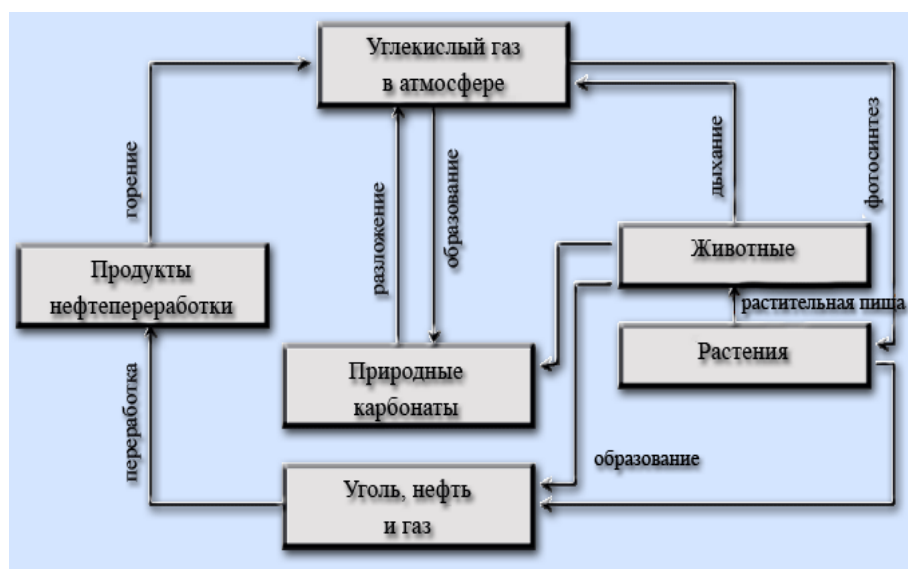 Углекислый газ
в атмосфере
горение
разложение
образование
дыхание
фотосинтез
Продукты
нефтепереработки
Животные
растительная пища
Растения
Природные
карбонаты
переработка
образование
Уголь, нефть
и газ